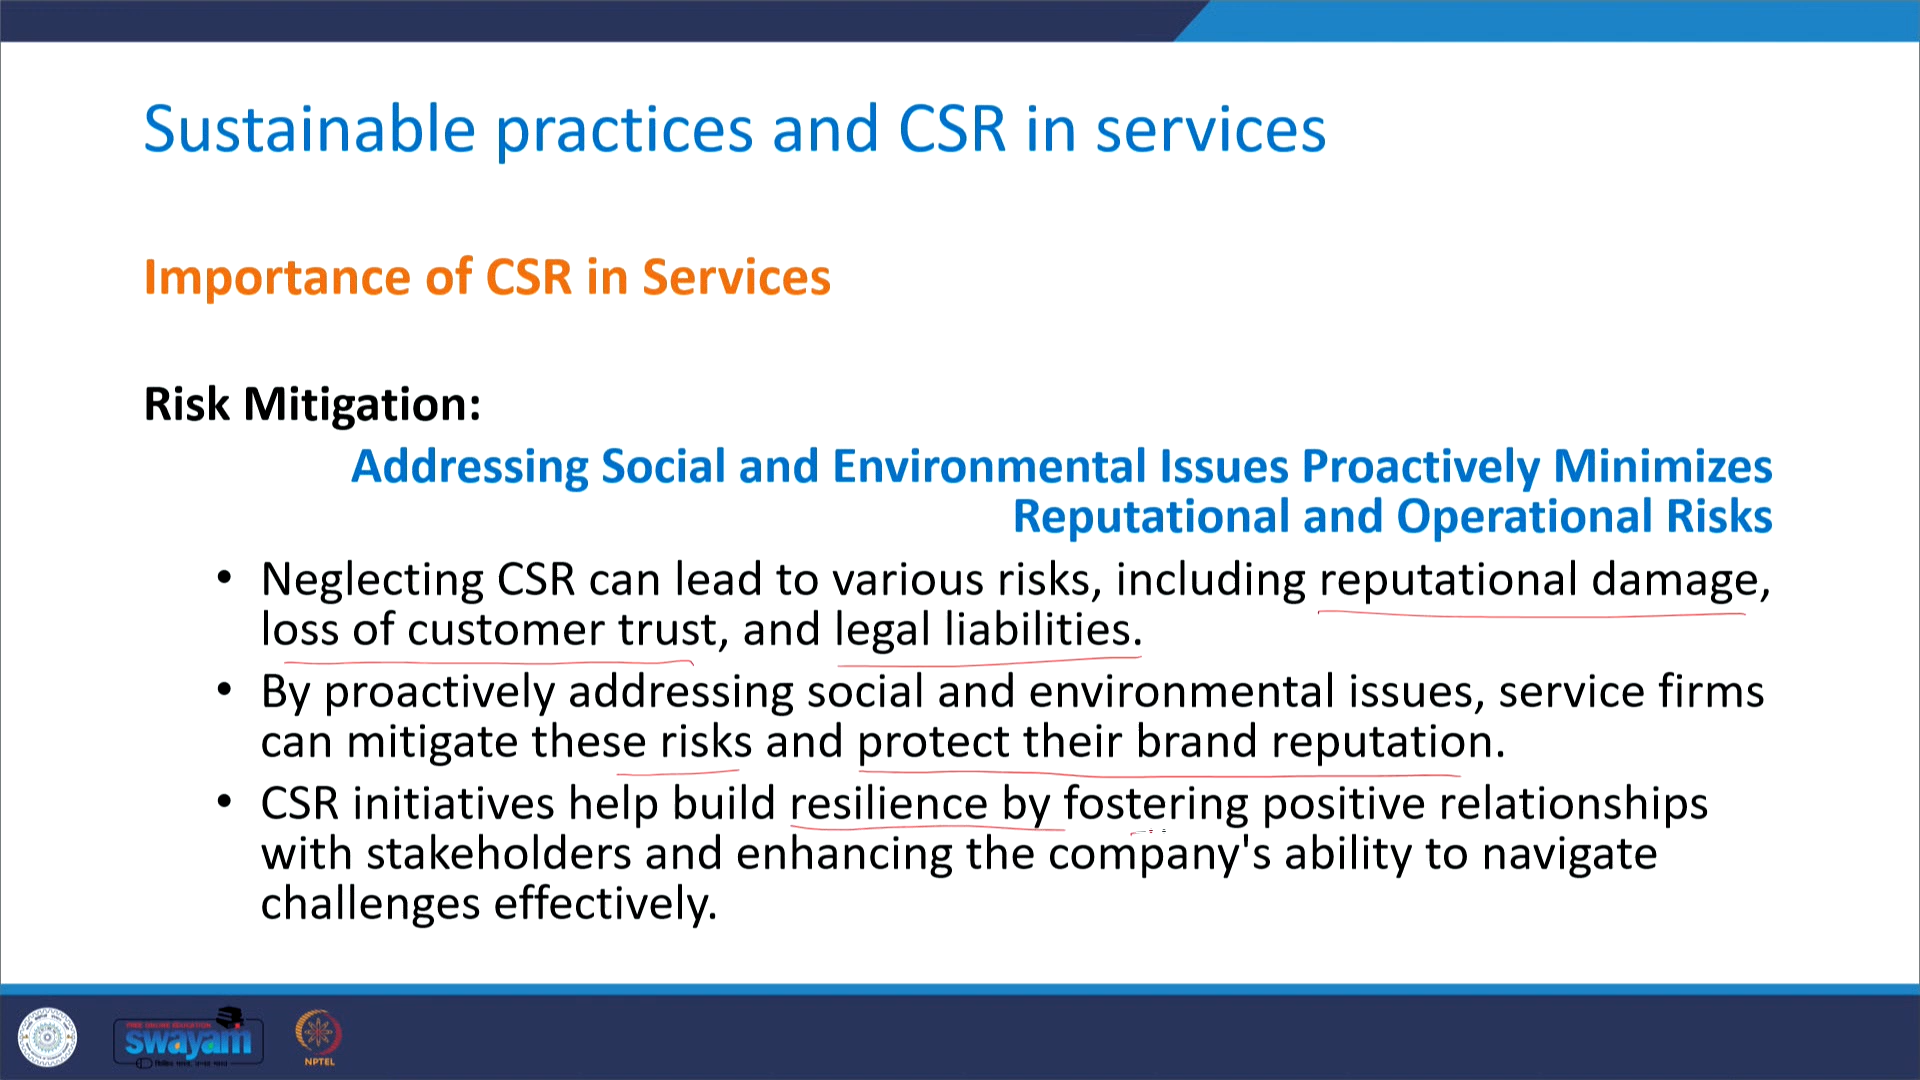 Sustainable practices and CSR in services
Importance of CSR in Services
Risk Mitigation:
Addressing Social and Environmental Issues Proactively Minimizes
Reputational and Operational Risks
• Neglecting CSR can lead to various risks, including reputational damage,
loss of customer trust, and legal liabilities.
• By proactively addressing social and environmental issues, service firms
can mitigate these risks and protect their brand reputation.
• CSR initiatives help build resilience by fostering positive relationships
with stakeholders and enhancing the company's ability to navigate
challenges effectively.
FREE ONLINE EDUCATION
swayam
NPTEL